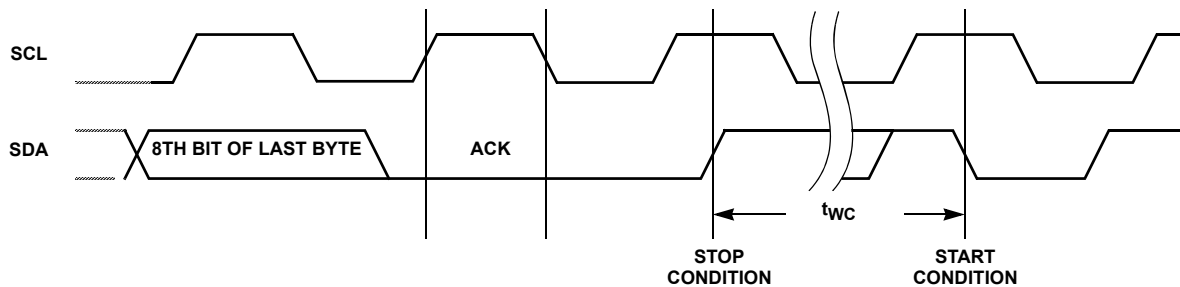 SCL
SDA
8TH BIT OF LAST BYTE
ACK
tWC
STOP
CONDITION
START
CONDITION